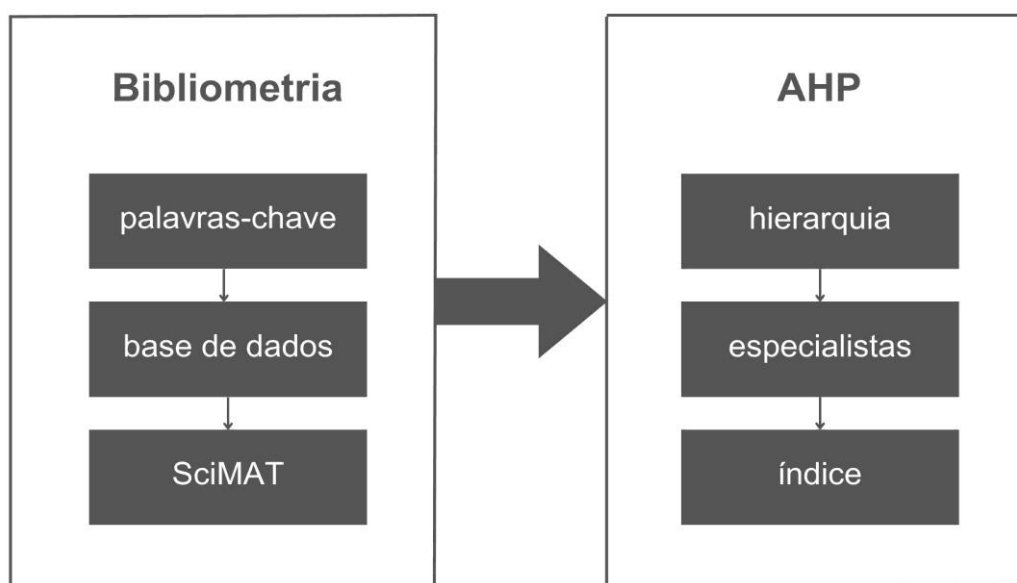 Bibliometria
palavras-chave
base de dados
SciMAT
AHP
hierarquia
especialistas
índice